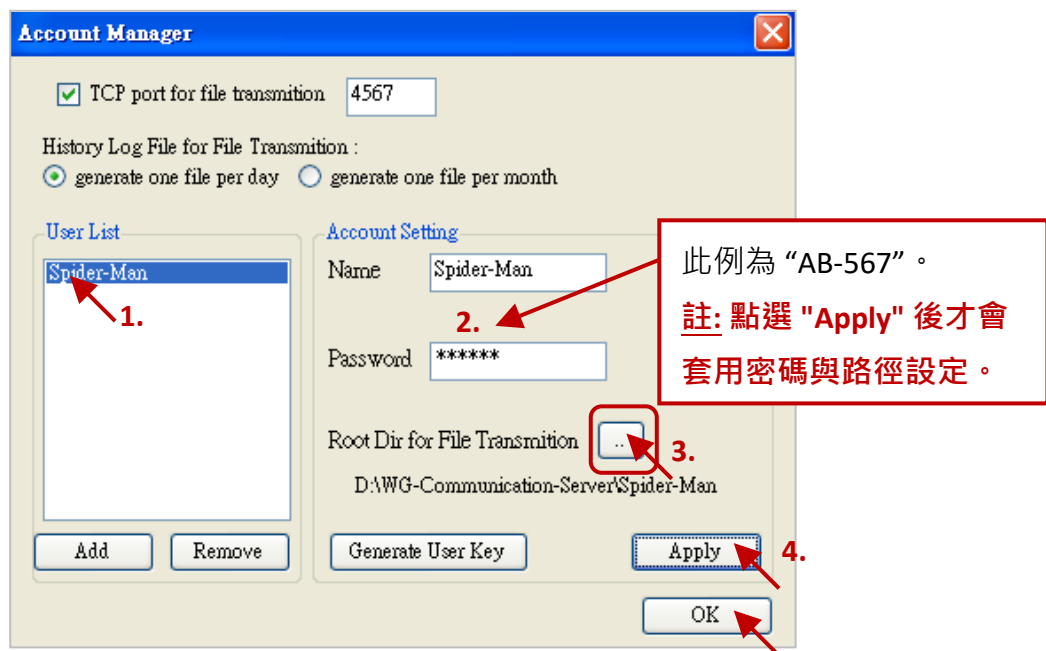 Account Manager
TCP port for file transmition 4567
History Log File for File Transmition :
generate one file per day generate one file per month
User List
Spider-Man
1.
Add Remove
Account Setting
Name Spider-Man
2.
Password ******
Root Dir for File Transmition ..
3.
D:\WG-Communication-Server\Spider-Man
Generate User Key Apply
4.
OK
此例為 “AB-567”。
註: 點選 "Apply" 後才會
套用密碼與路徑設定。